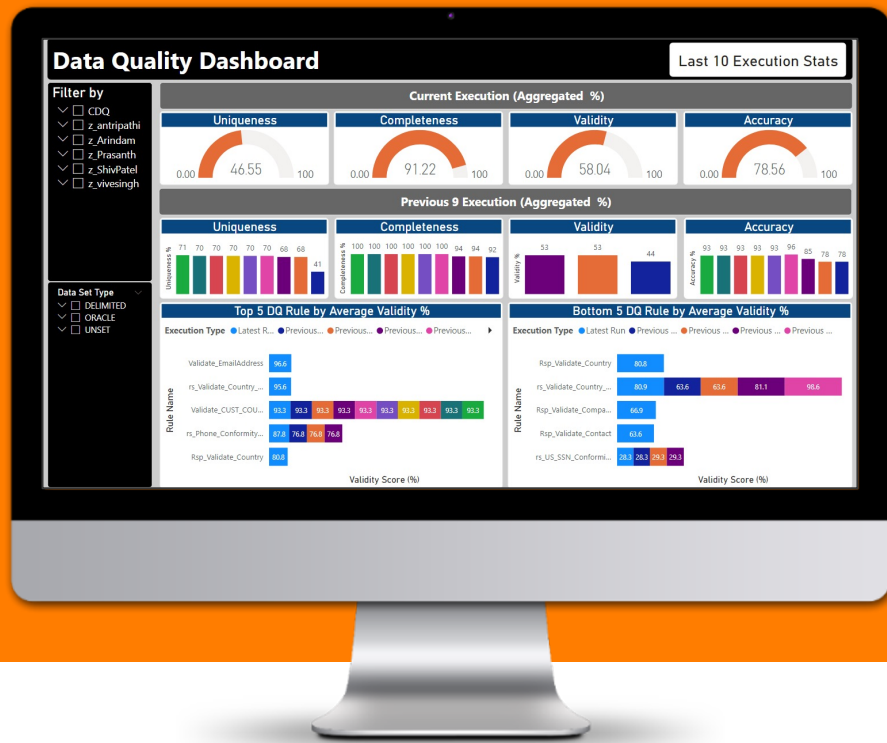 Data Quality Dashboard
Last 10 Execution Stats
Filter by
CDQ
z_antripathi
z_Arindam
z_Prasanth
z_ShivPatel
z_vivesingh
Data Set Type
DELIMITED
ORACLE
UNSET
Current Execution (Aggregated %)
Uniqueness
0.00 46.55 100
Completeness
0.00 91.22 100
Validity
0.00 58.04 100
Accuracy
0.00 78.56 100
Previous 9 Execution (Aggregated %)
Uniqueness
Uniqueness %
71 70 70 70 70 70 68 68 41
Completeness
Completeness %
100 100 100 100 100 100 94 94 92
Validity
Validity %
53 53 44
Accuracy
Accuracy %
93 93 93 93 93 96 85 78 78
Top 5 DQ Rule by Average Validity %
Execution Type Latest R... Previous... Previous... Previous... Previous...
Rule Name
Validate_EmailAddress 96.6
rs_Validate_Country_... 95.6
Validate_CUST_COU... 93.3 93.3 93.3 93.3 93.3 93.3 93.3 93.3 93.3 93.3
rs_Phone_Conformity... 87.8 76.8 76.8 76.8
Rsp_Validate_Country 80.8
Validity Score (%)
Bottom 5 DQ Rule by Average Validity %
Execution Type Latest Run Previous ... Previous ... Previous ... Previous ...
Rule Name
Rsp_Validate_Country 80.8
rs_Validate_Country_... 80.9 63.6 63.6 81.1 98.6
Rsp_Validate_Compa... 66.9
Rsp_Validate_Contact 63.6
rs_US_SSN_Conformi... 28.3 28.3 29.3 29.3
Validity Score (%)